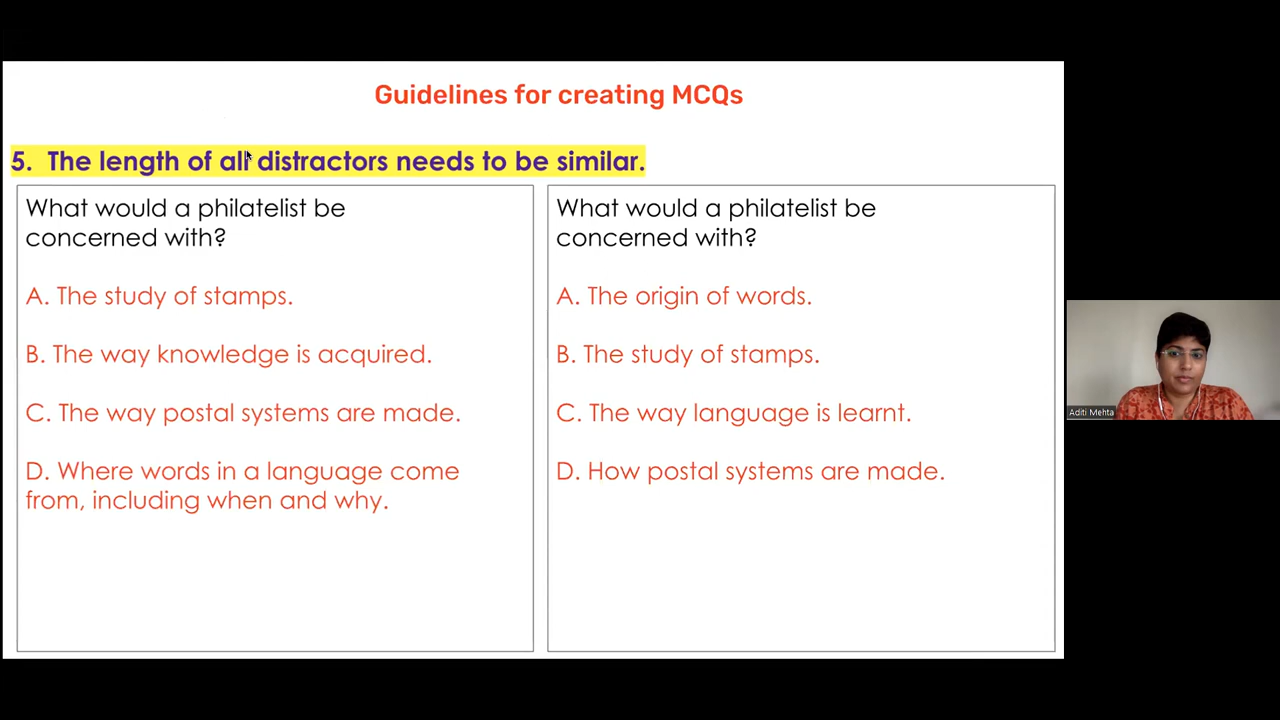 Guidelines for creating MCQs
5. The length of all distractors needs to be similar.
What would a philatelist be
concerned with?
A. The study of stamps.
B. The way knowledge is acquired.
C. The way postal systems are made.
D. Where words in a language come
from, including when and why.
What would a philatelist be
concerned with?
A. The origin of words.
B. The study of stamps.
C. The way language is learnt.
D. How postal systems are made.
Aditi Mehta